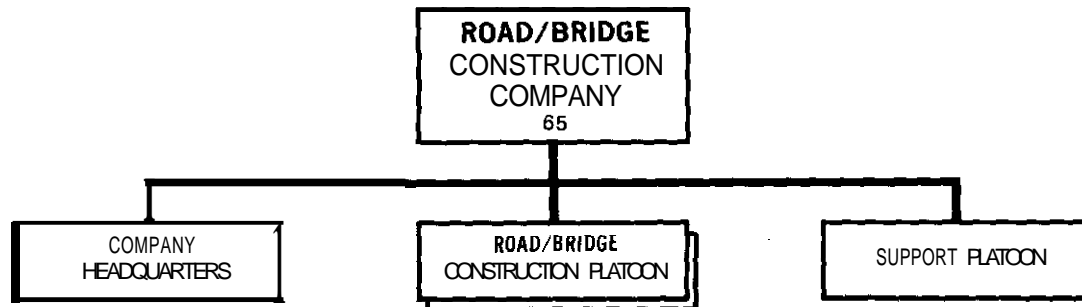 ROAD/BRIDGE
CONSTRUCTION
COMPANY
65
COMPANY
HEADQUARTERS
ROAD/BRIDGE
CONSTRUCTION PLATOON
SUPPORT PLATOON